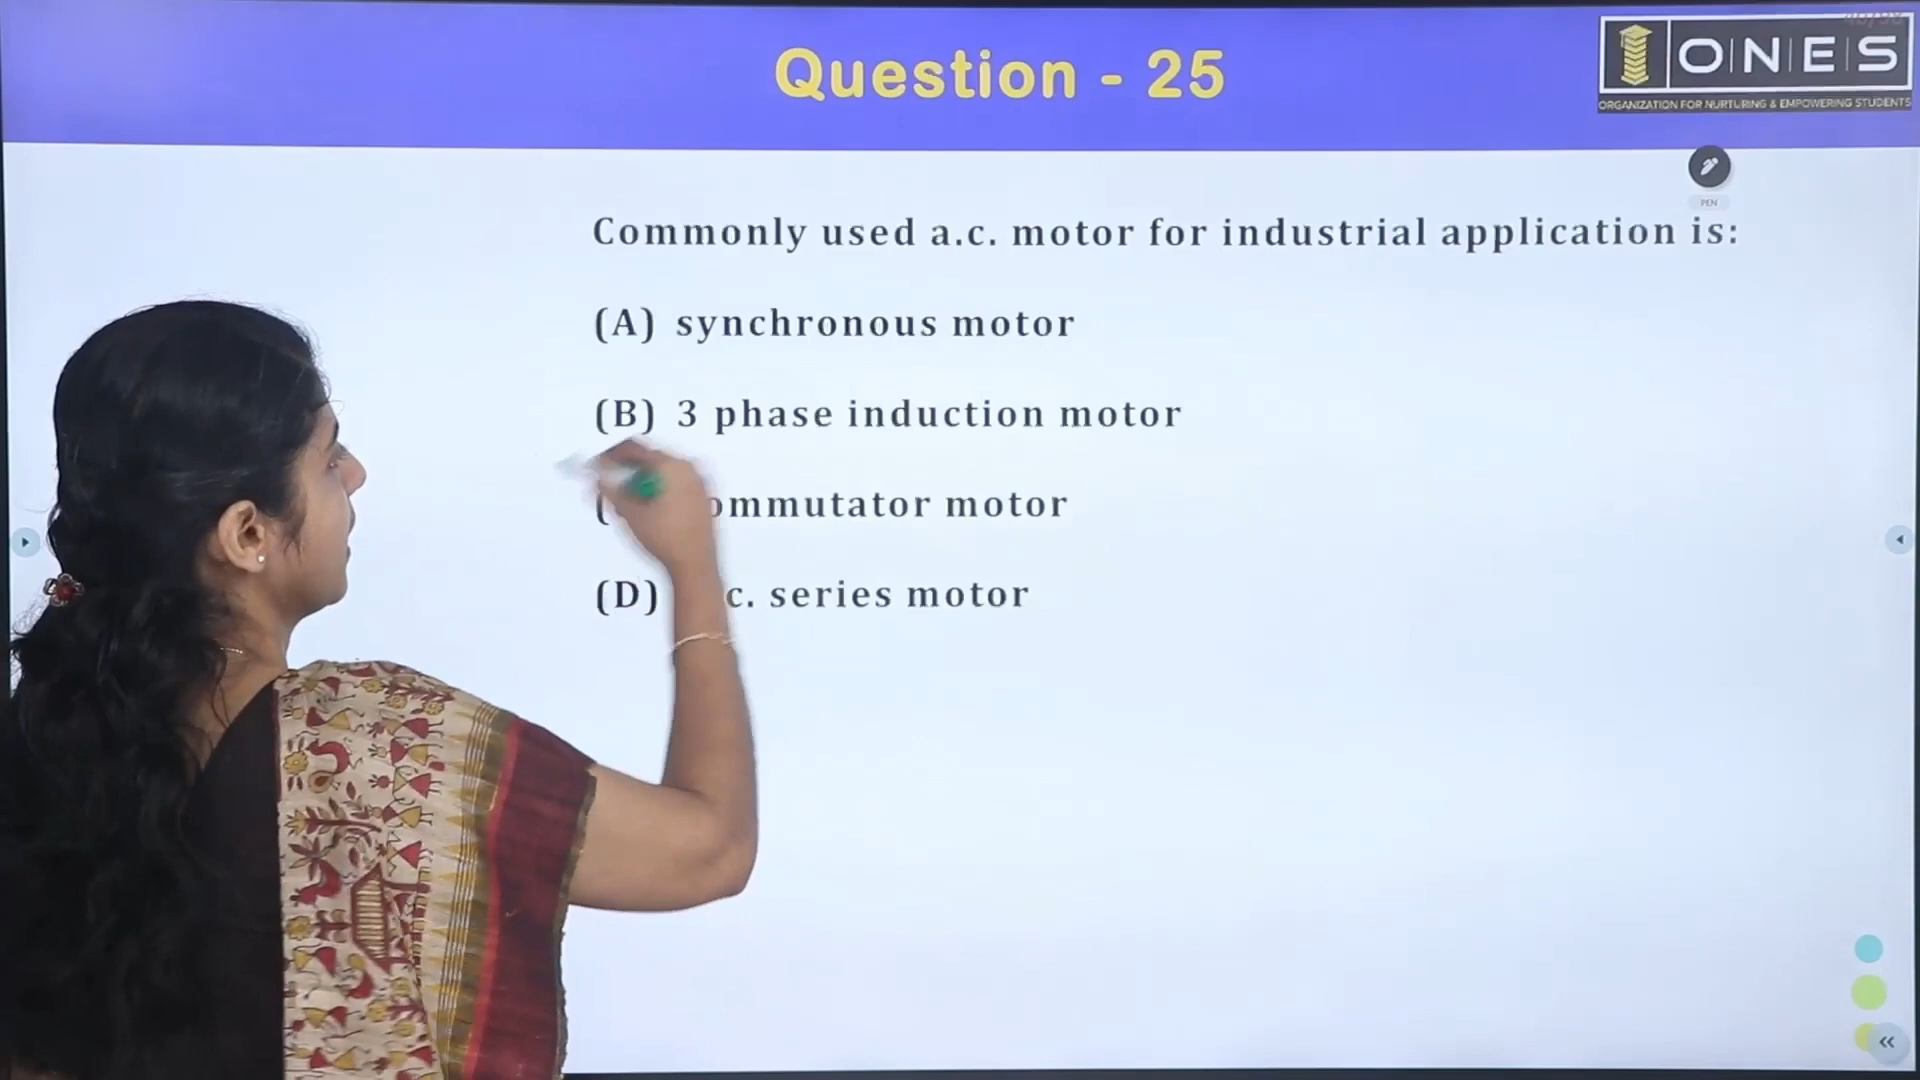 Question - 25
ONES
ORGANIZATION FOR NURTURING & EMPOWERING STUDENTS
PEN
Commonly used a.c. motor for industrial application is:
(A) synchronous motor
(B) 3 phase induction motor
motor
(D) series motor